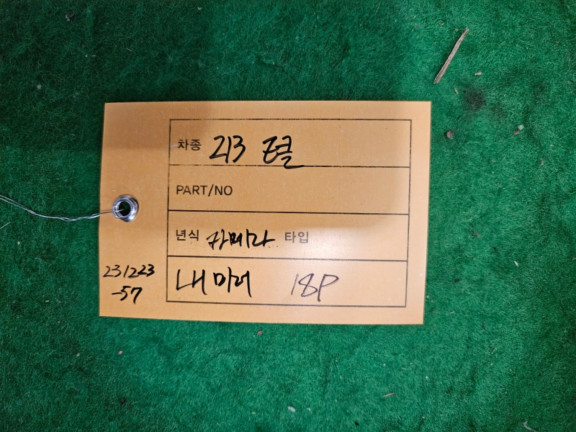 차종 213 E클
PART/NO
년식 카메라 타입
내미러 18P
231223
-57